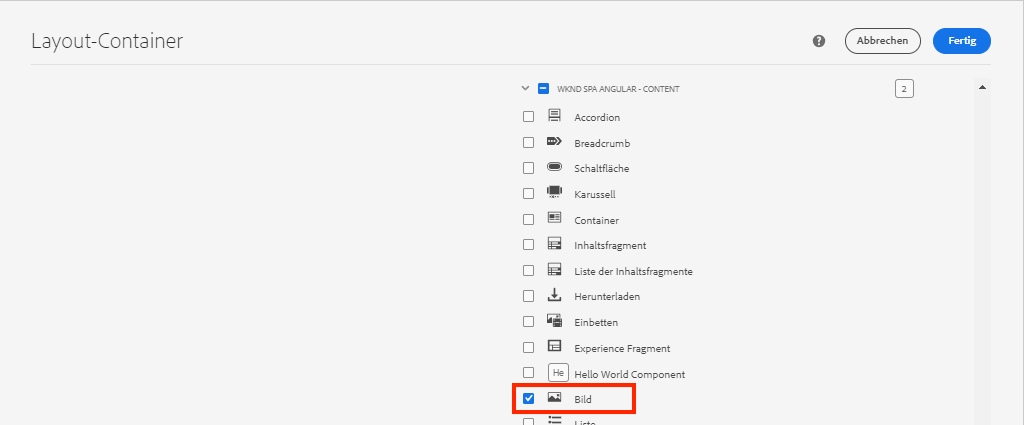 Layout-Container
? Abbrechen Fertig
WKND SPA ANGULAR - CONTENT 2
Accordion
Breadcrumb
Schaltfläche
Karussell
Container
Inhaltsfragment
Liste der Inhaltsfragmente
Herunterladen
Einbetten
Experience Fragment
He Hello World Component
Bild
Liste